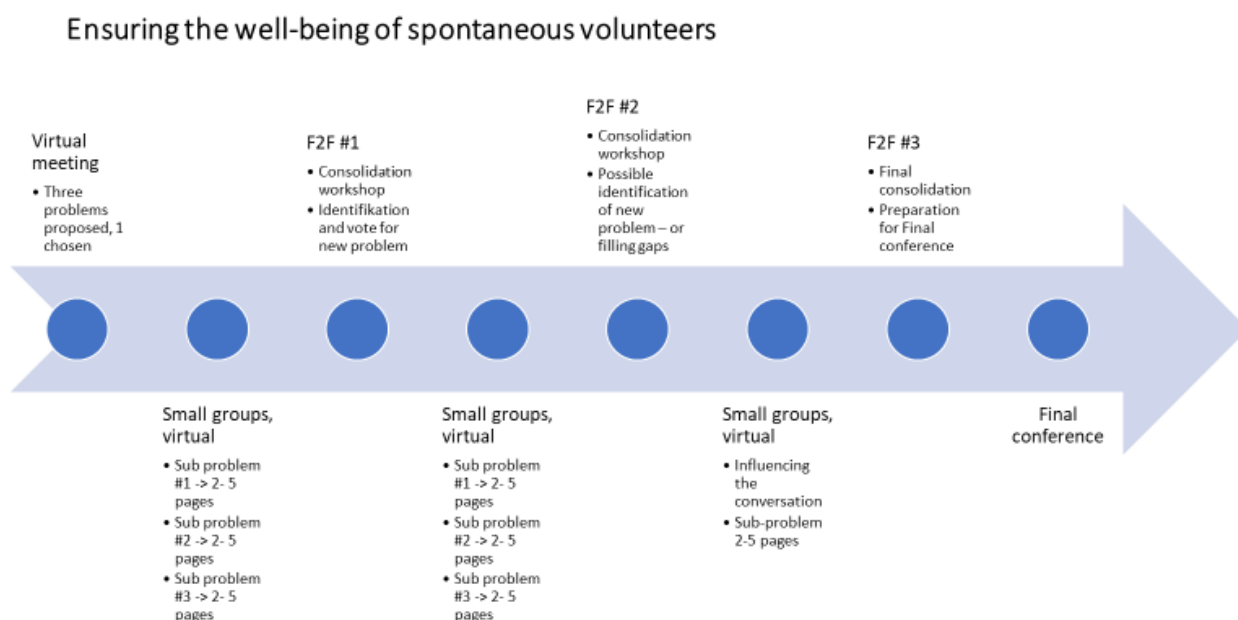 Ensuring the well-being of spontaneous volunteers
Virtual
meeting
• Three
problems
proposed, 1
chosen
Small groups,
virtual
• Sub problem
#1 -> 2- 5
pages
• Sub problem
#2 -> 2- 5
pages
• Sub problem
#3 -> 2- 5
pages
F2F #1
• Consolidation
workshop
• Identifikation
and vote for
new problem
Small groups,
virtual
• Sub problem
#1 -> 2- 5
pages
• Sub problem
#2 -> 2- 5
pages
• Sub problem
#3 -> 2- 5
pages
F2F #2
• Consolidation
workshop
• Possible
identification
of new
problem – or
filling gaps
Small groups,
virtual
• Influencing
the
conversation
• Sub-problem
2-5 pages
F2F #3
• Final
consolidation
• Preparation
for Final
conference
Final
conference